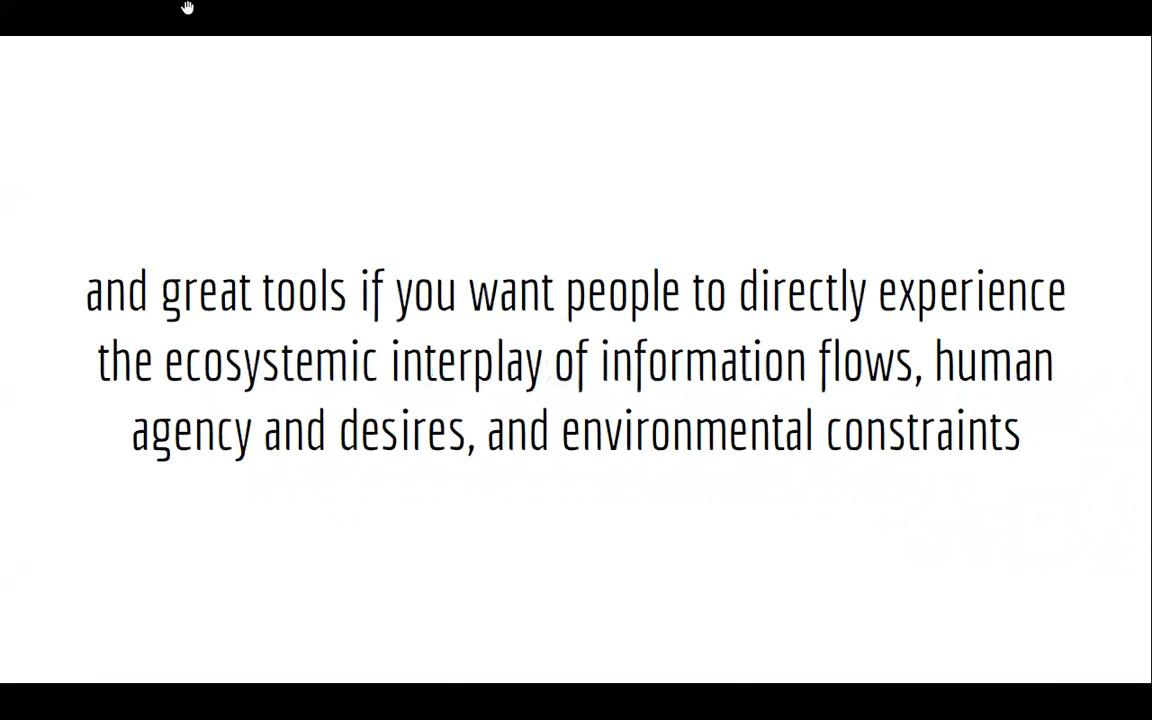 and great tools if you want people to directly experience
the ecosystemic interplay of information flows, human
agency and desires, and environmental constraints